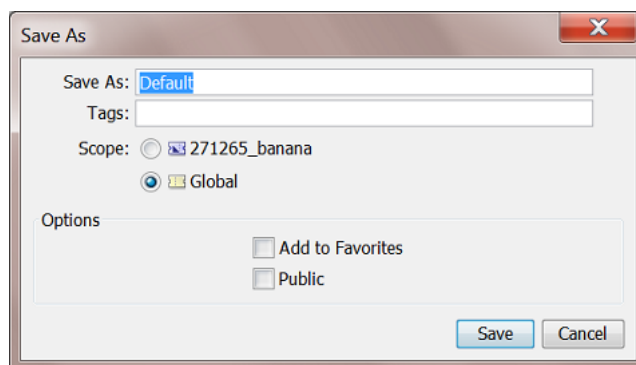 Save As
Save As: Default
Tags:
Scope: 271265_banana
Global
Options
Add to Favorites
Public
Save Cancel